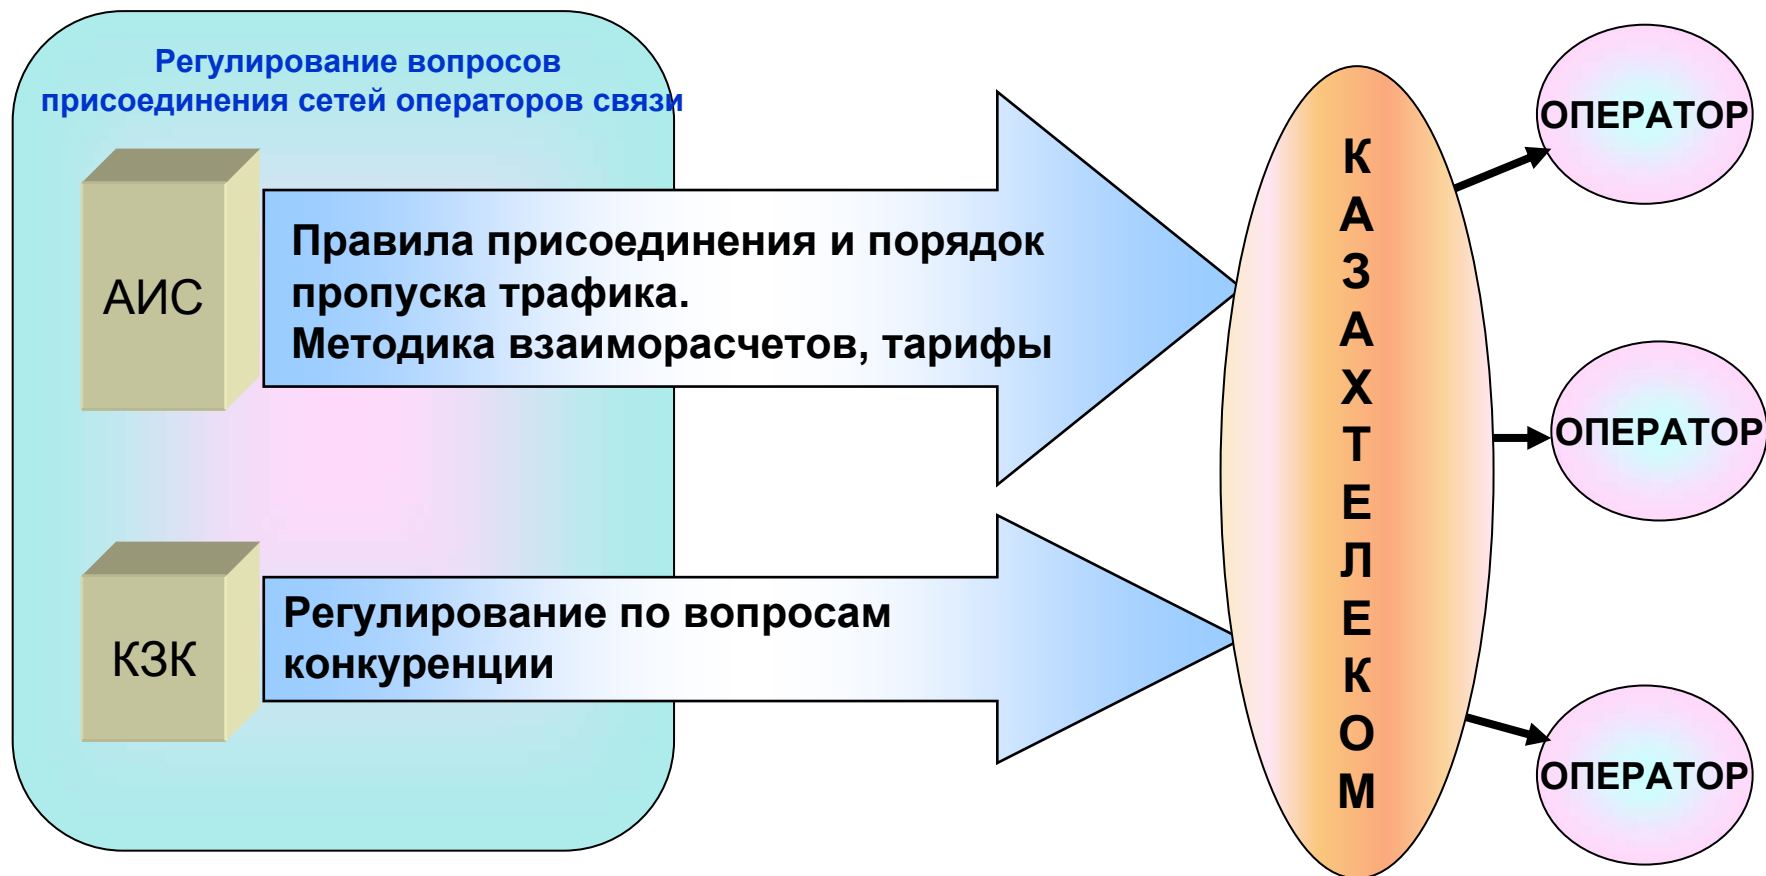 Регулирование вопросов
присоединения сетей операторов связи
АИС
Правила присоединения и порядок
пропуска трафика.
Методика взаиморасчетов, тарифы
КЗК
Регулирование по вопросам
конкуренции
К
А
З
А
Х
Т
Е
Л
Е
К
О
М
ОПЕРАТОР
ОПЕРАТОР
ОПЕРАТОР